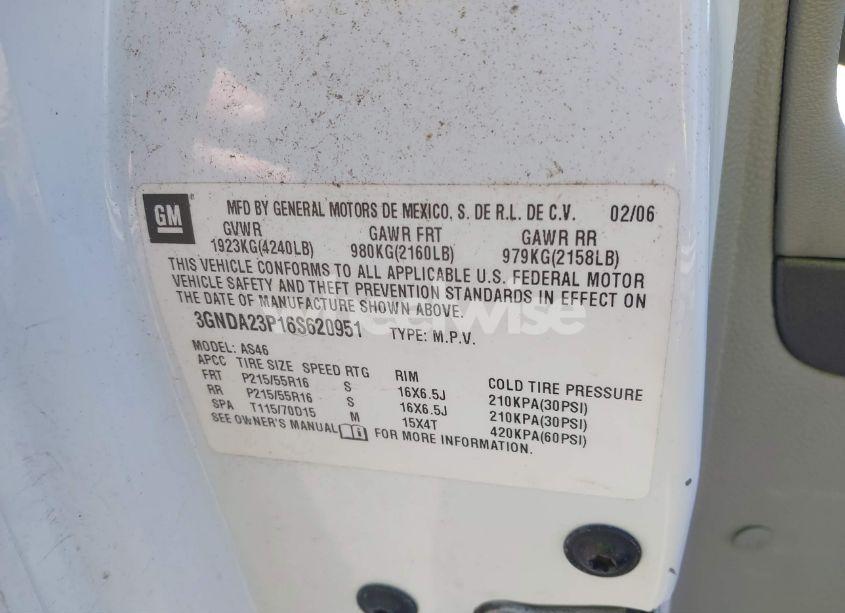 GM
MFD BY GENERAL MOTORS DE MEXICO, S. DE R.L. DE C.V. 02/06
GVWR GAWR FRT GAWR RR
1923KG(4240LB) 980KG(2160LB) 979KG(2158LB)
THIS VEHICLE CONFORMS TO ALL APPLICABLE U.S. FEDERAL MOTOR
VEHICLE SAFETY AND THEFT PREVENTION STANDARDS IN EFFECT ON
THE DATE OF MANUFACTURE SHOWN ABOVE.
3GNDA23P16S620951 TYPE: M.P.V.
MODEL: AS46
APCC TIRE SIZE SPEED RTG RIM COLD TIRE PRESSURE
FRT P215/55R16 S 16X6.5J 210KPA(30PSI)
RR P215/55R16 S 16X6.5J 210KPA(30PSI)
SPA T115/70D15 M 15X4T 420KPA(60PSI)
SEE OWNER'S MANUAL FOR MORE INFORMATION.